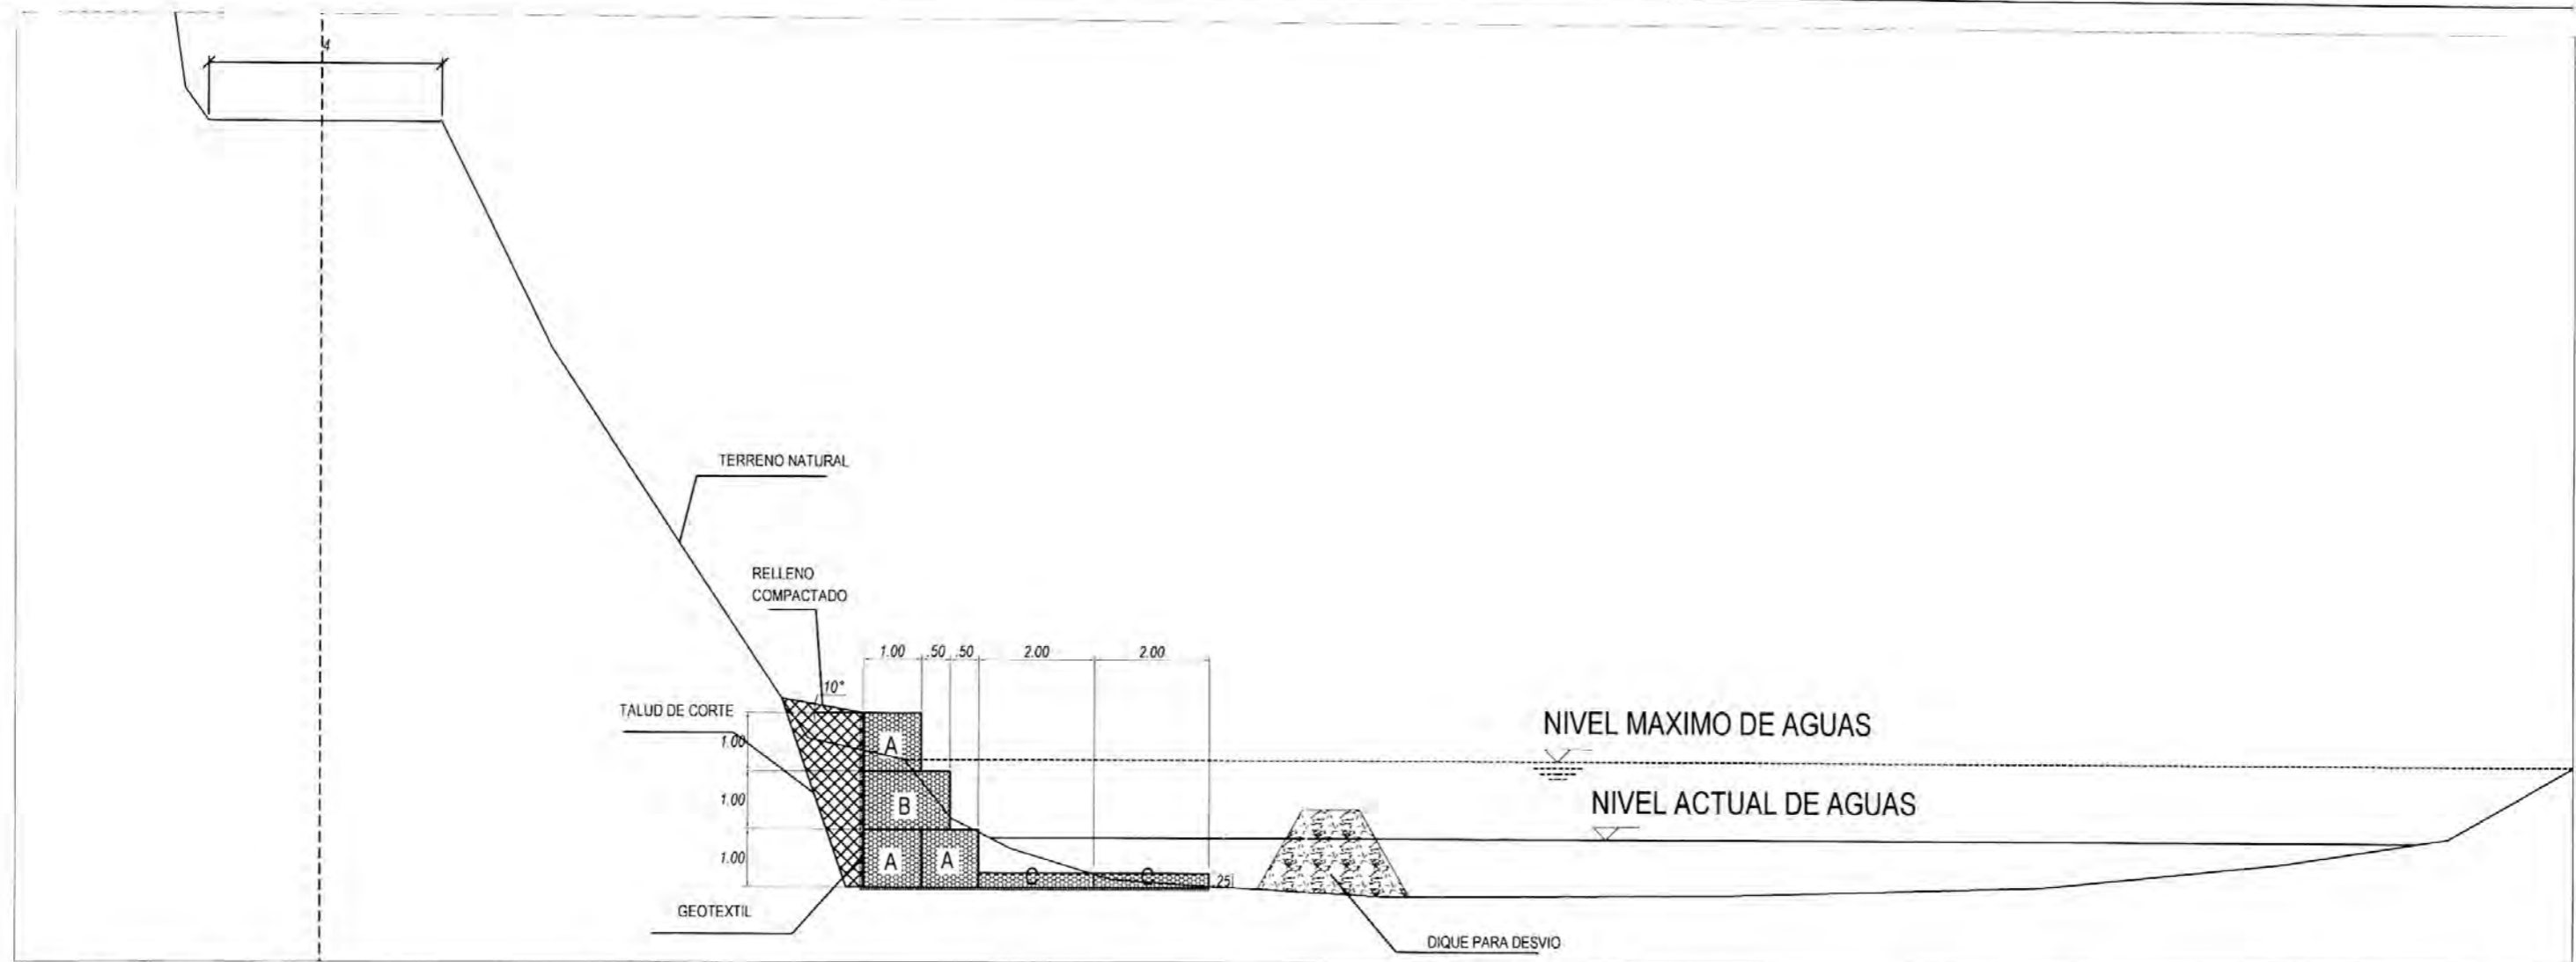 4
TERRENO NATURAL
RELLENO
COMPACTADO
1.00 .50 .50 2.00 2.00
10°
TALUD DE CORTE
NIVEL MAXIMO DE AGUAS
1.00
A
1.00
B
NIVEL ACTUAL DE AGUAS
1.00
A A
C C
.25
GEOTEXTIL
DIQUE PARA DESVIO